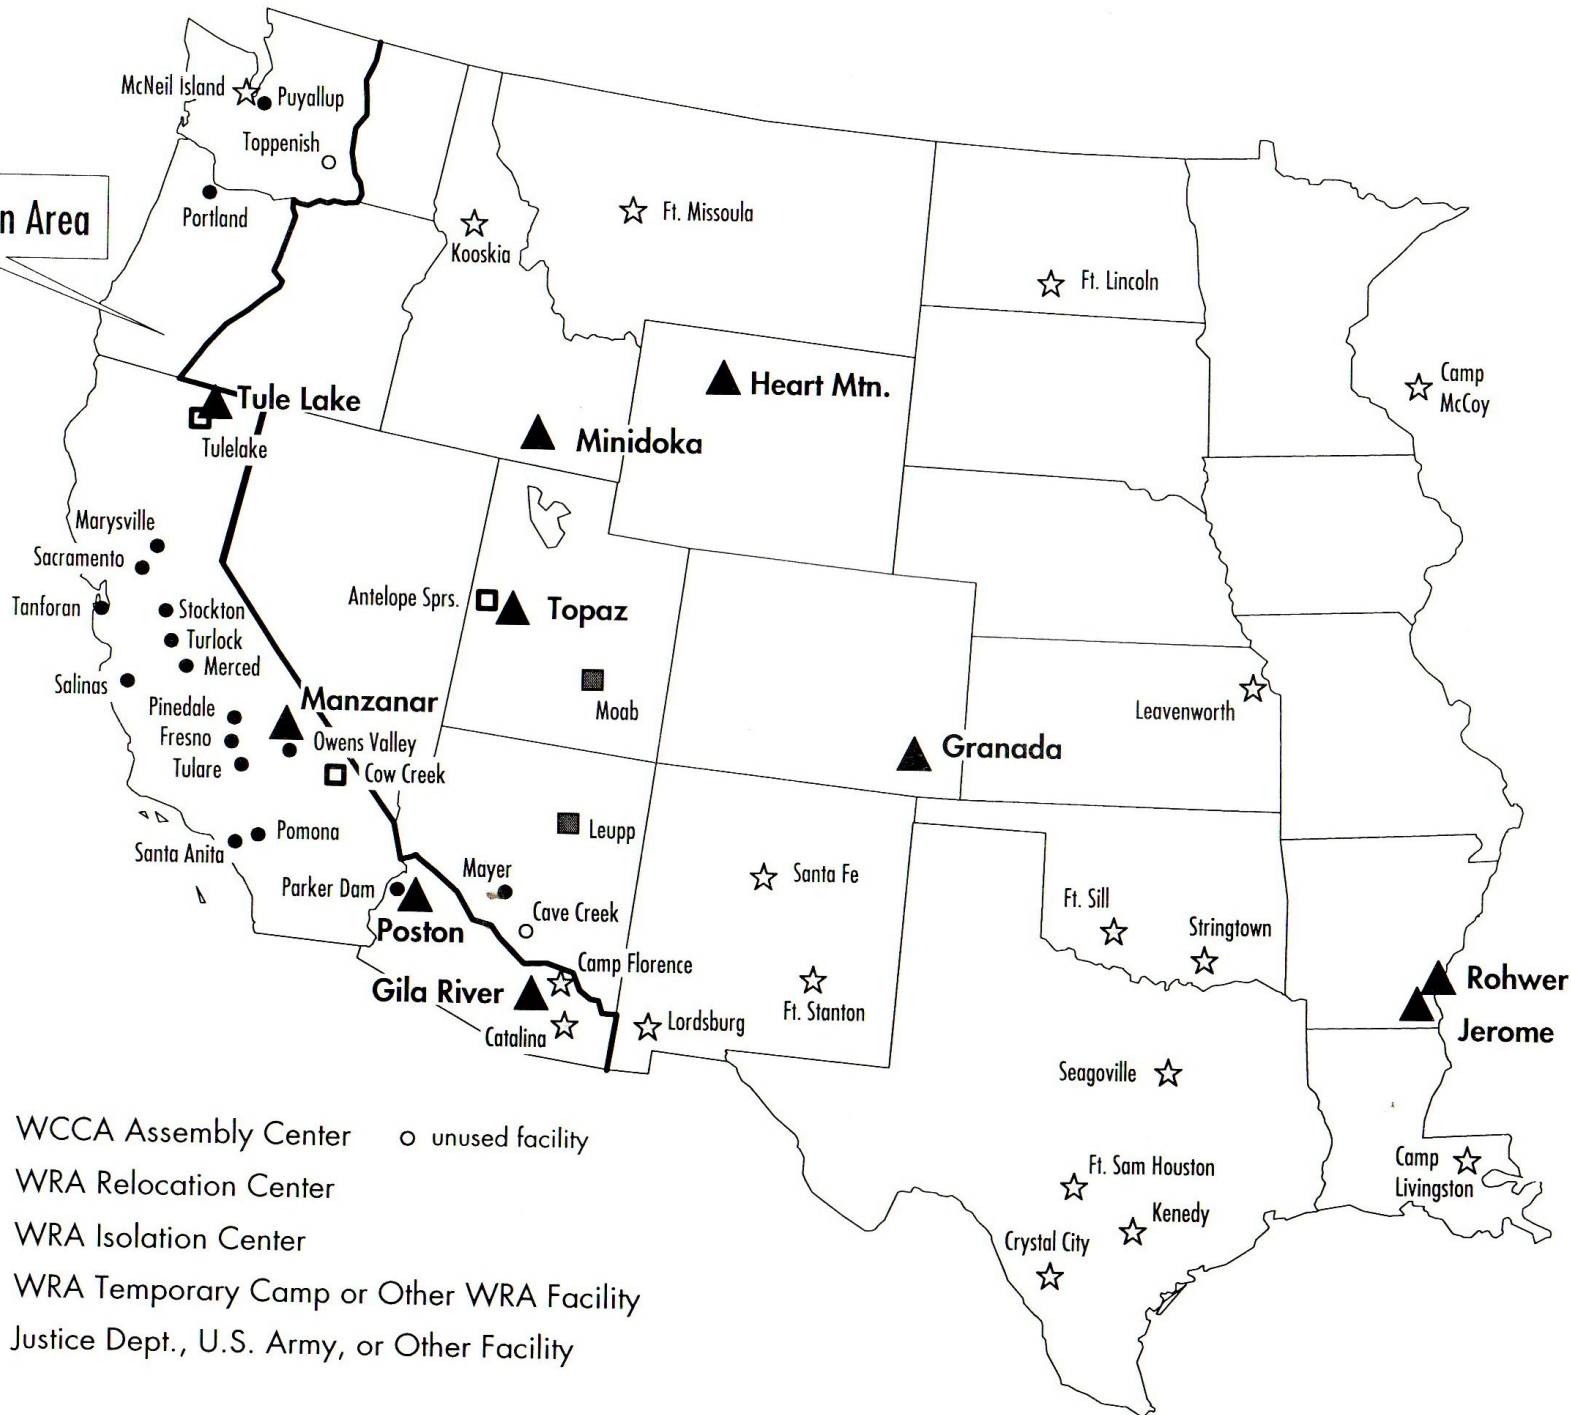 McNeil Island
Puyallup
Toppenish
n Area
Portland
Kooskia
Ft. Missoula
Ft. Lincoln
Camp
McCoy
Tule Lake
Tulelake
Heart Mtn.
Minidoka
Marysville
Sacramento
Tanforan
Stockton
Turlock
Merced
Salinas
Antelope Sprs.
Topaz
Moab
Leavenworth
Manzanar
Pinedale
Fresno
Tulare
Owens Valley
Cow Creek
Granada
Pomona
Santa Anita
Leupp
Mayer
Parker Dam
Poston
Cave Creek
Santa Fe
Ft. Sill
Stringtown
Camp Florence
Gila River
Catalina
Lordsburg
Ft. Stanton
Rohwer
Jerome
Seagoville
Ft. Sam Houston
Kenedy
Crystal City
Camp
Livingston
WCCA Assembly Center
unused facility
WRA Relocation Center
WRA Isolation Center
WRA Temporary Camp or Other WRA Facility
Justice Dept., U.S. Army, or Other Facility